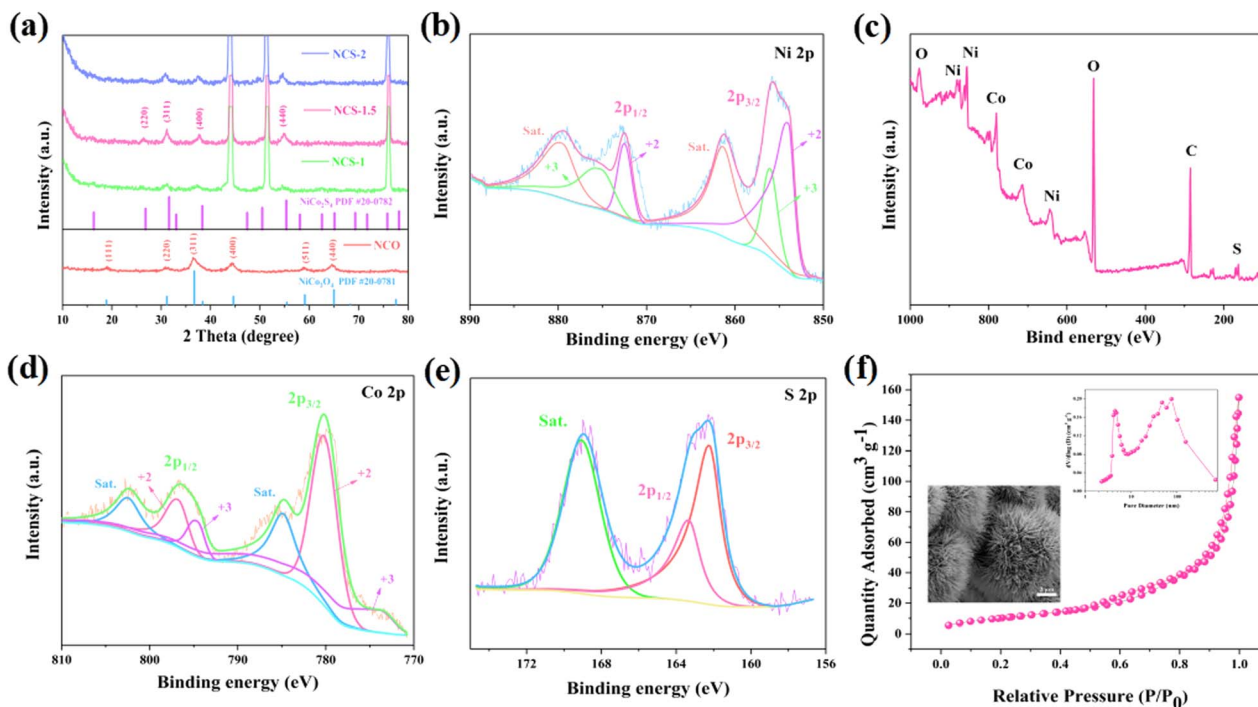 (a)
NCS-2
(220)
(311)
(400)
(440)
NCS-1.5
NCS-1
NiCo₂S₄ PDF #20-0782
NCO
(111)
(220)
(311)
(400)
(511)
(440)
NiCo₂O₄ PDF #20-0781
Intensity (a.u.)
10 20 30 40 50 60 70 80
2 Theta (degree)
(b)
Ni 2p
2p3/2
2p1/2
Sat.
+3
+2
Sat.
+2
+3
Intensity (a.u.)
890 880 870 860 850
Binding energy (eV)
(c)
O
Ni
Ni
Co
Co
Ni
O
C
S
Intensity (a.u.)
1000 800 600 400 200
Bind energy (eV)
(d)
Co 2p
2p3/2
2p1/2
Sat.
+2
+3
Sat.
+2
+3
Intensity (a.u.)
810 800 790 780 770
Binding energy (eV)
(e)
S 2p
Sat.
2p1/2
2p3/2
Intensity (a.u.)
172 168 164 160 156
Binding energy (eV)
(f)
Quantity Adsorbed (cm³ g⁻¹)
160
140
120
100
80
60
40
20
0
0.0 0.2 0.4 0.6 0.8 1.0
Relative Pressure (P/P₀)
10 100
Pore Diameter (nm)